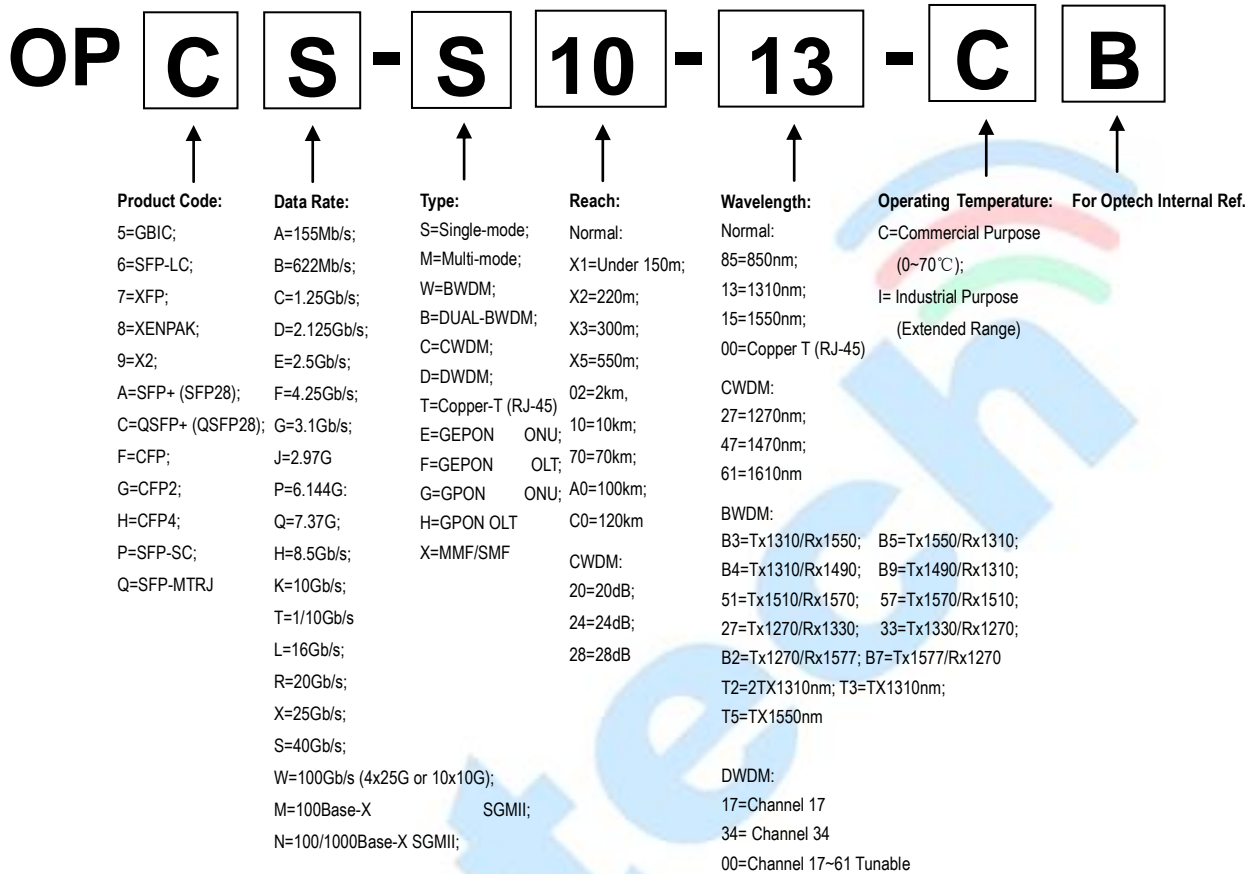 OP C S - S 10 - 13 - C B
Product Code:
5=GBIC;
6=SFP-LC;
7=XFP;
8=XENPAK;
9=X2;
A=SFP+ (SFP28);
C=QSFP+ (QSFP28);
F=CFP;
G=CFP2;
H=CFP4;
P=SFP-SC;
Q=SFP-MTRJ
Data Rate:
A=155Mb/s;
B=622Mb/s;
C=1.25Gb/s;
D=2.125Gb/s;
E=2.5Gb/s;
F=4.25Gb/s;
G=3.1Gb/s;
J=2.97G
P=6.144G:
Q=7.37G;
H=8.5Gb/s;
K=10Gb/s;
T=1/10Gb/s
L=16Gb/s;
R=20Gb/s;
X=25Gb/s;
S=40Gb/s;
W=100Gb/s (4x25G or 10x10G);
M=100Base-X SGMII;
N=100/1000Base-X SGMII;
Type:
S=Single-mode;
M=Multi-mode;
W=BWDM;
B=DUAL-BWDM;
C=CWDM;
D=DWDM;
T=Copper-T (RJ-45)
E=GEPON ONU;
F=GEPON OLT;
G=GPON ONU;
H=GPON OLT
X=MMF/SMF
Reach:
Normal:
X1=Under 150m;
X2=220m;
X3=300m;
X5=550m;
02=2km,
10=10km;
70=70km;
A0=100km;
C0=120km
CWDM:
20=20dB;
24=24dB;
28=28dB
Wavelength:
Normal:
85=850nm;
13=1310nm;
15=1550nm;
00=Copper T (RJ-45)
CWDM:
27=1270nm;
47=1470nm;
61=1610nm
BWDM:
B3=Tx1310/Rx1550; B5=Tx1550/Rx1310;
B4=Tx1310/Rx1490; B9=Tx1490/Rx1310;
51=Tx1510/Rx1570; 57=Tx1570/Rx1510;
27=Tx1270/Rx1330; 33=Tx1330/Rx1270;
B2=Tx1270/Rx1577; B7=Tx1577/Rx1270
T2=2TX1310nm; T3=TX1310nm;
T5=TX1550nm
DWDM:
17=Channel 17
34= Channel 34
00=Channel 17~61 Tunable
Operating Temperature:
C=Commercial Purpose
(0~70℃);
I= Industrial Purpose
(Extended Range)
For Optech Internal Ref.
tech